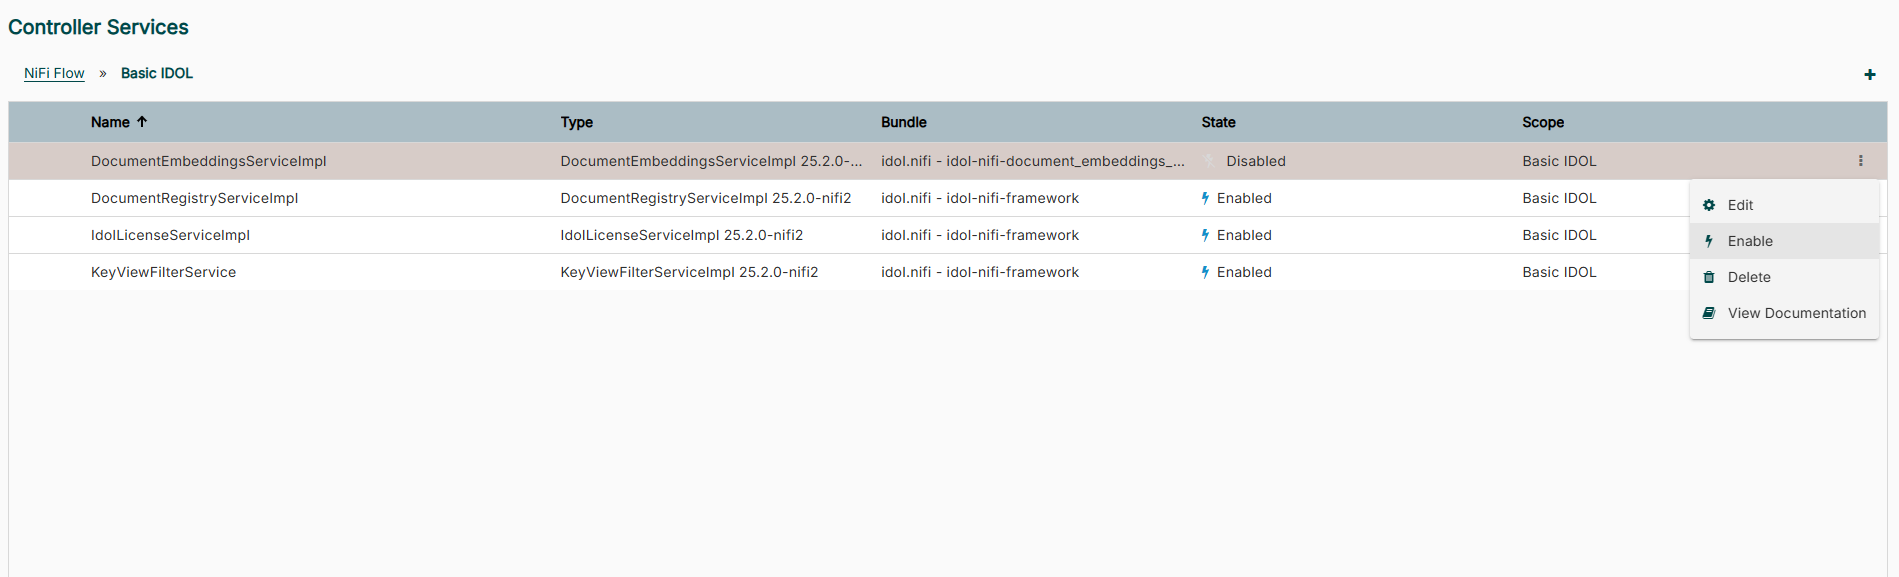 Controller Services
NiFi Flow » Basic IDOL
Name Type Bundle State Scope
DocumentEmbeddingsServiceImpl DocumentEmbeddingsServiceImpl 25.2.0-... idol.nifi - idol-nifi-document_embeddings_... Disabled Basic IDOL
DocumentRegistryServiceImpl DocumentRegistryServiceImpl 25.2.0-nifi2 idol.nifi - idol-nifi-framework Enabled Basic IDOL
IdolLicenseServiceImpl IdolLicenseServiceImpl 25.2.0-nifi2 idol.nifi - idol-nifi-framework Enabled Basic IDOL
KeyViewFilterService KeyViewFilterServiceImpl 25.2.0-nifi2 idol.nifi - idol-nifi-framework Enabled Basic IDOL
Edit
Enable
Delete
View Documentation